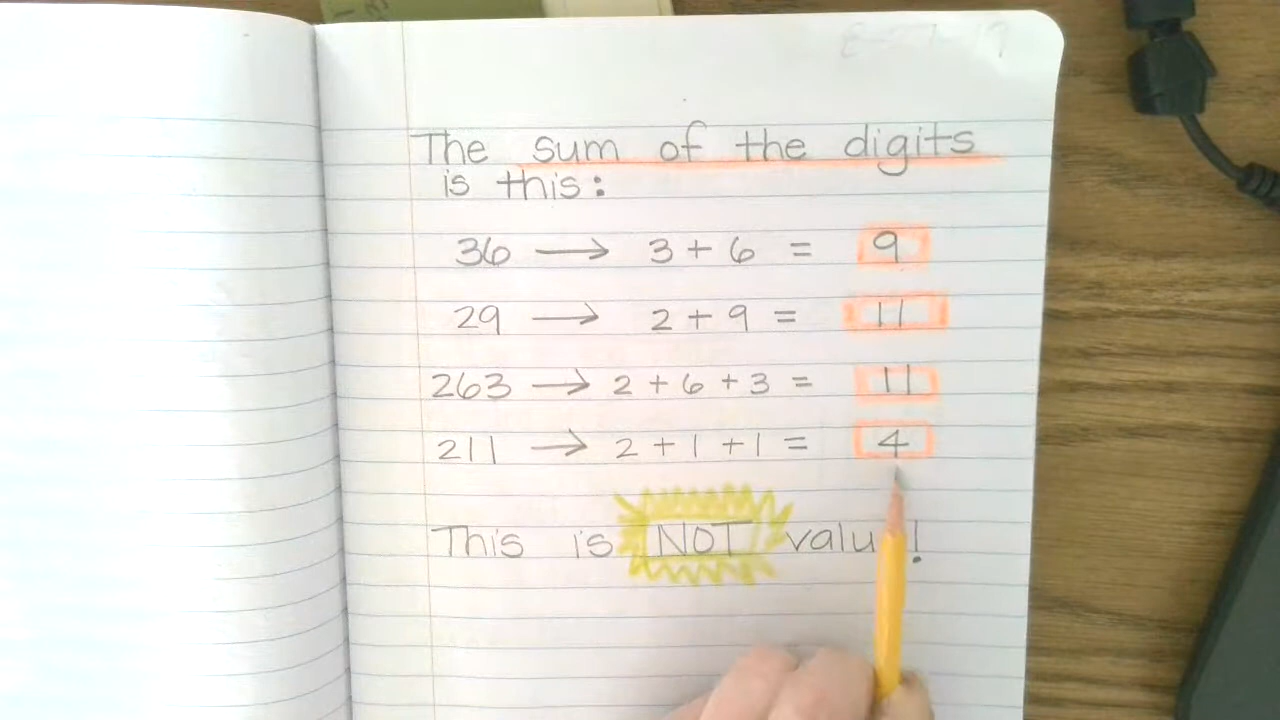 The sum of the digits
is this:
36 → 3 + 6 = 9
29 → 2 + 9 = 11
263 → 2 + 6 + 3 = 11
211 → 2 + 1 + 1 = 4
This is NOT valu !